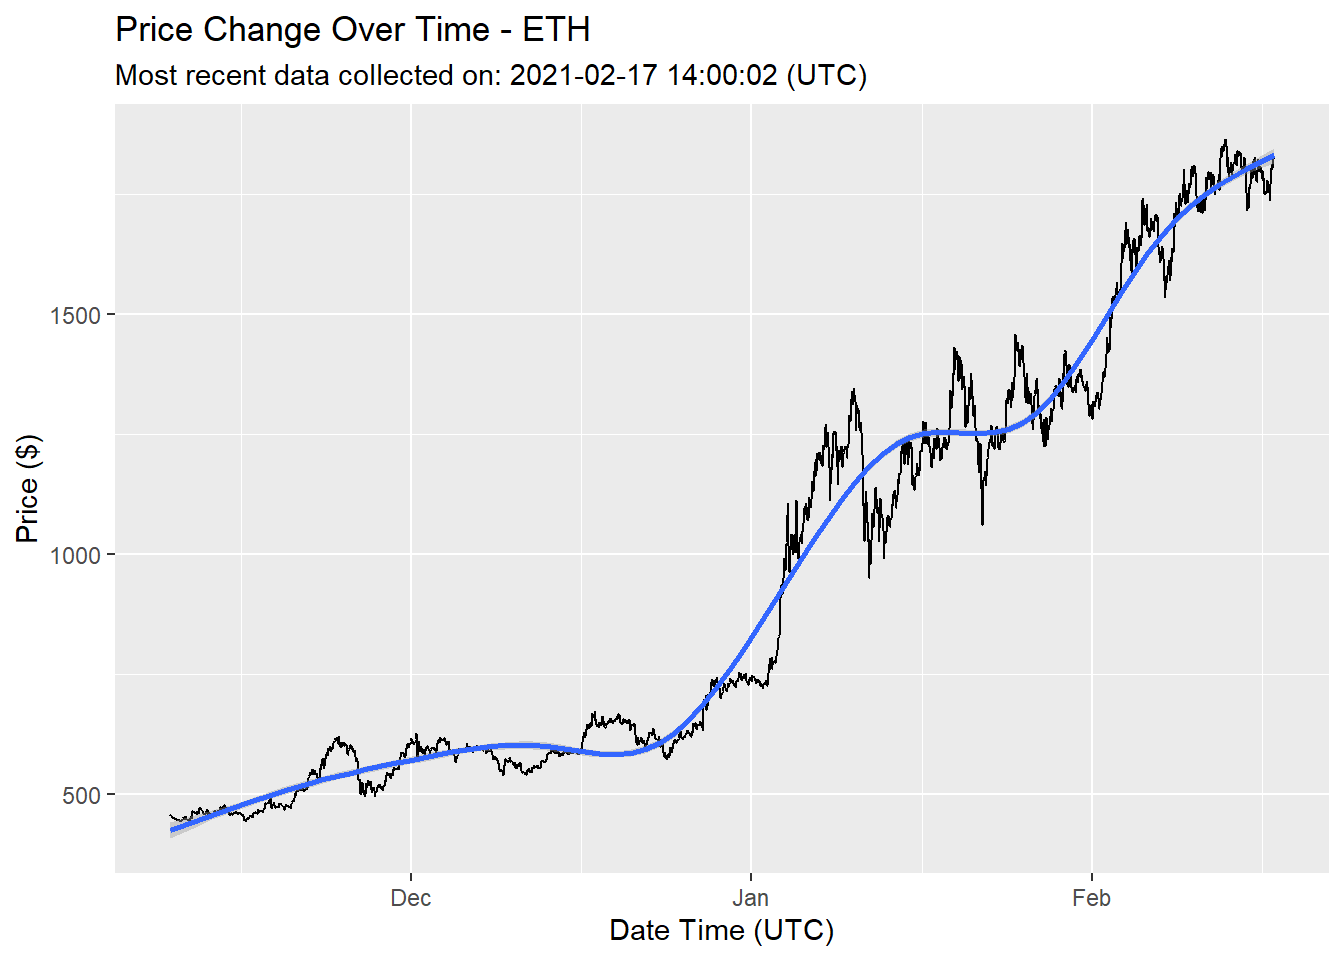 Price Change Over Time - ETH
Most recent data collected on: 2021-02-17 14:00:02 (UTC)
Price ($)
1500
1000
500
Dec Jan Feb
Date Time (UTC)